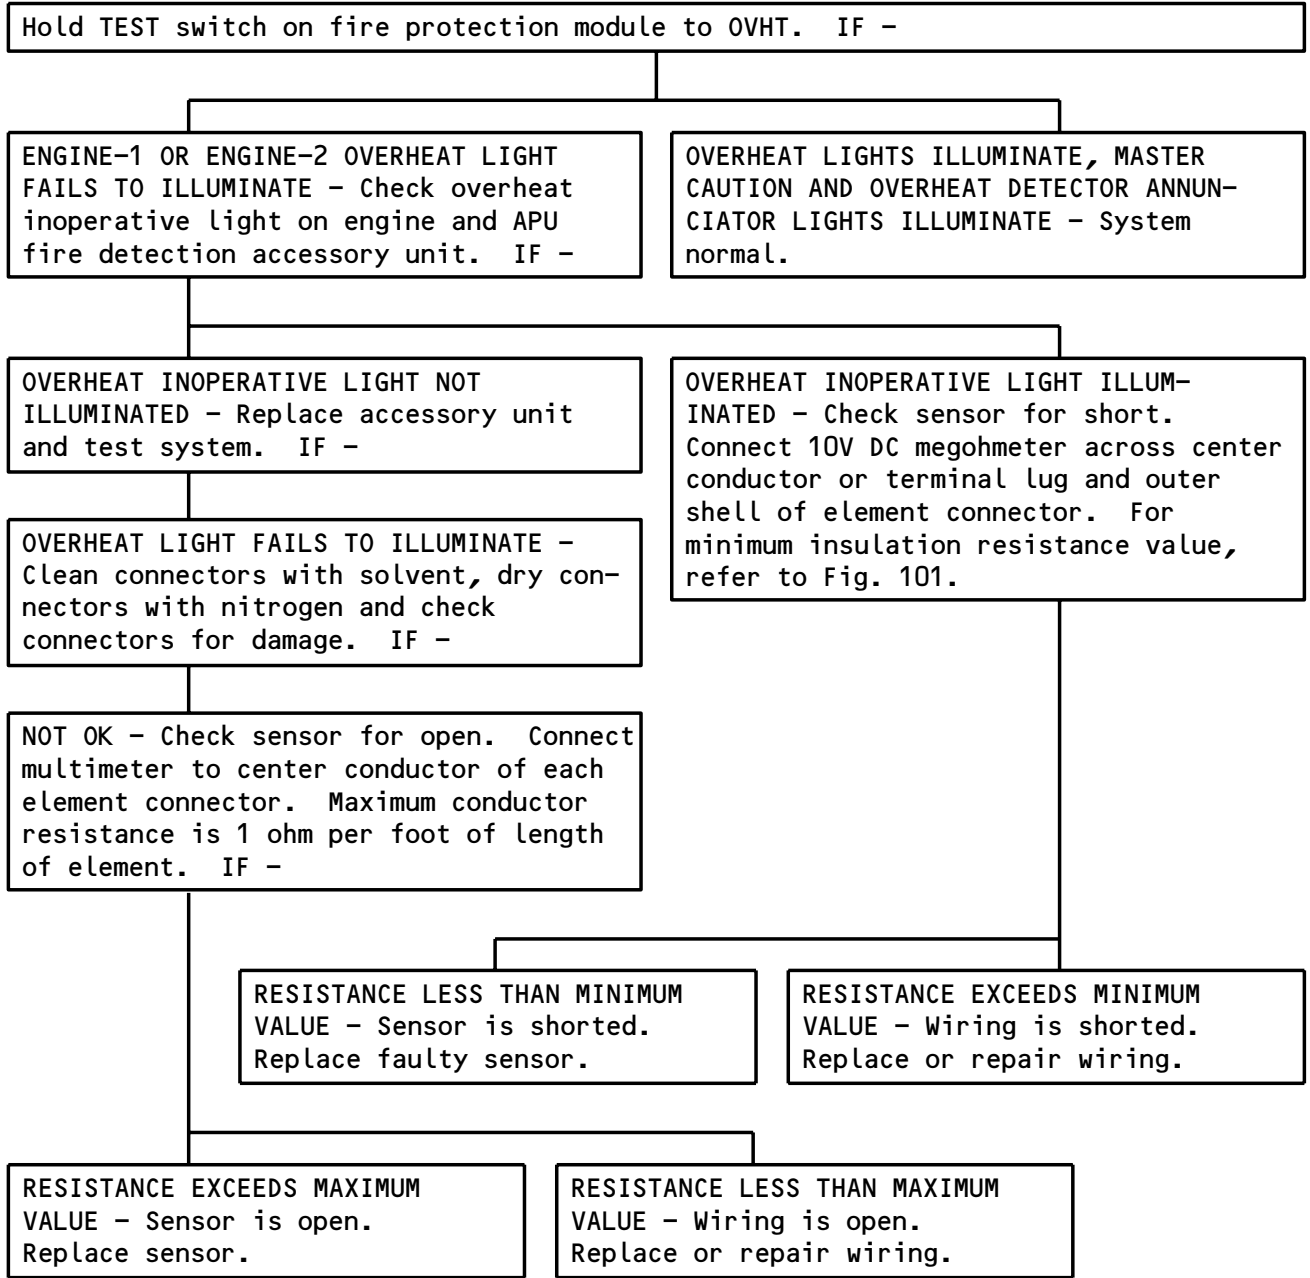 Hold TEST switch on fire protection module to OVHT.  IF –
ENGINE–1 OR ENGINE–2 OVERHEAT LIGHT
FAILS TO ILLUMINATE – Check overheat
inoperative light on engine and APU
fire detection accessory unit.  IF –
OVERHEAT LIGHTS ILLUMINATE, MASTER
CAUTION AND OVERHEAT DETECTOR ANNUN–
CIATOR LIGHTS ILLUMINATE – System
normal.
OVERHEAT INOPERATIVE LIGHT NOT
ILLUMINATED – Replace accessory unit
and test system.  IF –
OVERHEAT INOPERATIVE LIGHT ILLUM–
INATED – Check sensor for short.
Connect 10V DC megohmeter across center
conductor or terminal lug and outer
shell of element connector.  For
minimum insulation resistance value,
refer to Fig. 101.
OVERHEAT LIGHT FAILS TO ILLUMINATE –
Clean connectors with solvent, dry con–
nectors with nitrogen and check
connectors for damage.  IF –
NOT OK – Check sensor for open.  Connect
multimeter to center conductor of each
element connector.  Maximum conductor
resistance is 1 ohm per foot of length
of element.  IF –
RESISTANCE LESS THAN MINIMUM
VALUE – Sensor is shorted.
Replace faulty sensor.
RESISTANCE EXCEEDS MINIMUM
VALUE – Wiring is shorted.
Replace or repair wiring.
RESISTANCE EXCEEDS MAXIMUM
VALUE – Sensor is open.
Replace sensor.
RESISTANCE LESS THAN MAXIMUM
VALUE – Wiring is open.
Replace or repair wiring.